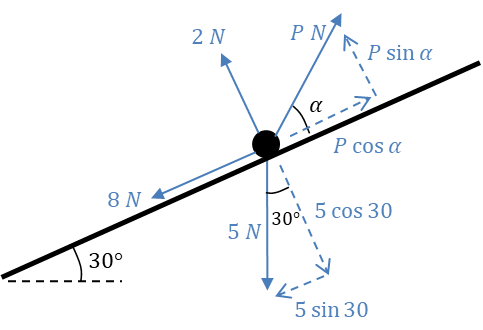 2 N
P N
P sin α
α
P cos α
8 N
5 N
30°
5 cos 30
30°
5 sin 30